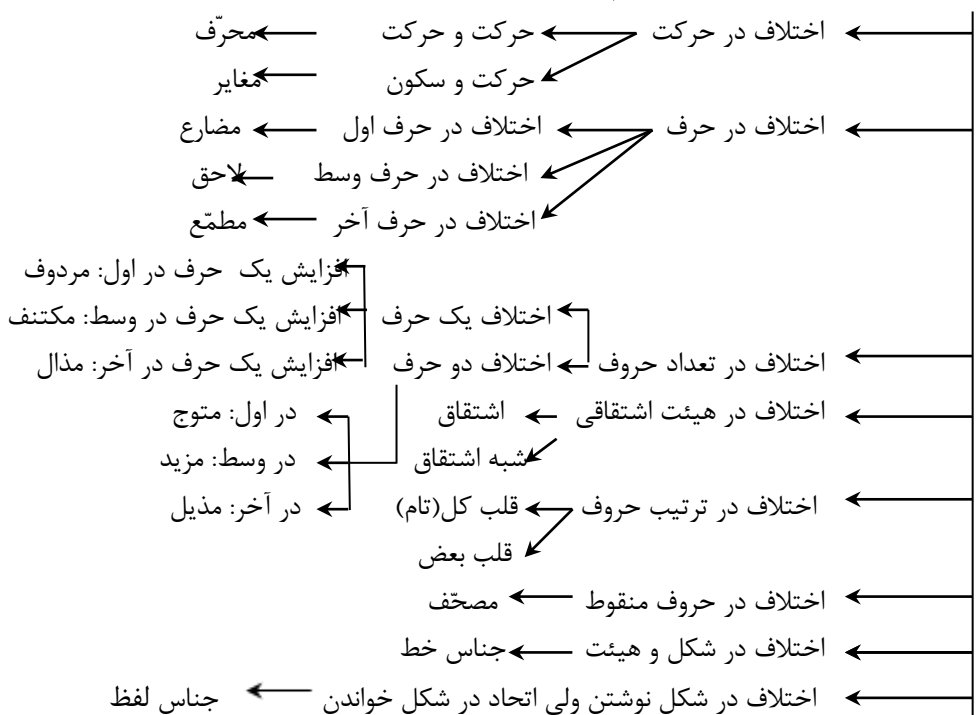 اختلاف در حرکت حرکت و حرکت محرّف
حرکت و سکون مغایر
اختلاف در حرف اختلاف در حرف اول مضارع
اختلاف در حرف وسط لاحق
اختلاف در حرف آخر مطمّع
افزایش یک حرف در اول: مردوف
اختلاف یک حرف افزایش یک حرف در وسط: مکتنف
اختلاف در تعداد حروف اختلاف دو حرف افزایش یک حرف در آخر: مذال
اختلاف در هیئت اشتقاقی اشتقاق در اول: متوج
شبه اشتقاق در وسط: مزید
اختلاف در ترتیب حروف قلب کل(تام) در آخر: مذیل
قلب بعض
اختلاف در حروف منقوط مصحّف
اختلاف در شکل و هیئت جناس خط
اختلاف در شکل نوشتن ولی اتحاد در شکل خواندن جناس لفظ